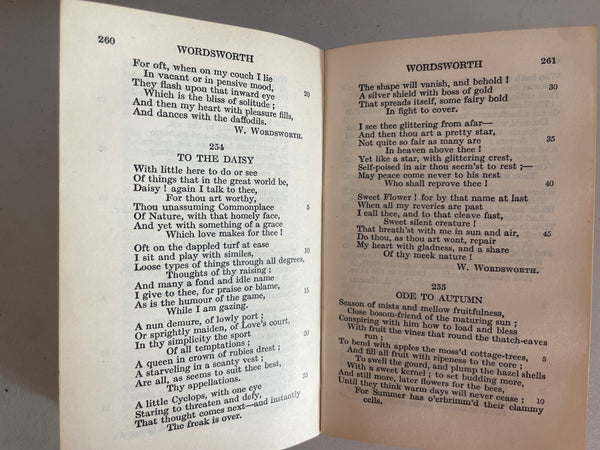 260
WORDSWORTH
For oft, when on my couch I lie
In vacant or in pensive mood,
They flash upon that inward eye
Which is the bliss of solitude ; 20
And then my heart with pleasure fills,
And dances with the daffodils.
W. WORDSWORTH.
254
TO THE DAISY
With little here to do or see
Of things that in the great world be,
Daisy ! again I talk to thee,
For thou art worthy,
Thou unassuming Commonplace 5
Of Nature, with that homely face,
And yet with something of a grace
Which love makes for thee !
Oft on the dappled turf at ease
I sit and play with similes, 10
Loose types of things through all degrees,
Thoughts of thy raising ;
And many a fond and idle name
I give to thee, for praise or blame,
As is the humour of the game, 15
While I am gazing.
A nun demure, of lowly port ;
Or sprightly maiden, of Love's court,
In thy simplicity the sport
Of all temptations ; 20
A queen in crown of rubies drest ;
A starveling in a scanty vest ;
Are all, as seems to suit thee best,
Thy appellations.
A little Cyclops, with one eye 25
Staring to threaten and defy,
That thought comes next—and instantly
The freak is over.
WORDSWORTH
261
The shape will vanish, and behold !
A silver shield with boss of gold 30
That spreads itself, some fairy bold
In fight to cover.
I see thee glittering from afar—
And then thou art a pretty star,
Not quite so fair as many are 35
In heaven above thee !
Yet like a star, with glittering crest,
Self-poised in air thou seem'st to rest ;—
May peace come never to his nest
Who shall reprove thee ! 40
Sweet Flower ! for by that name at last
When all my reveries are past
I call thee, and to that cleave fast,
Sweet silent creature !
That breath'st with me in sun and air, 45
Do thou, as thou art wont, repair
My heart with gladness, and a share
Of thy meek nature !
W. WORDSWORTH.
255
ODE TO AUTUMN
Season of mists and mellow fruitfulness,
Close bosom-friend of the maturing sun ;
Conspiring with him how to load and bless
With fruit the vines that round the thatch-eaves
run ;
To bend with apples the moss'd cottage-trees, 5
And fill all fruit with ripeness to the core ;
To swell the gourd, and plump the hazel shells
With a sweet kernel ; to set budding more,
And still more, later flowers for the bees,
Until they think warm days will never cease ; 10
For Summer has o'erbrimm'd their clammy
cells.